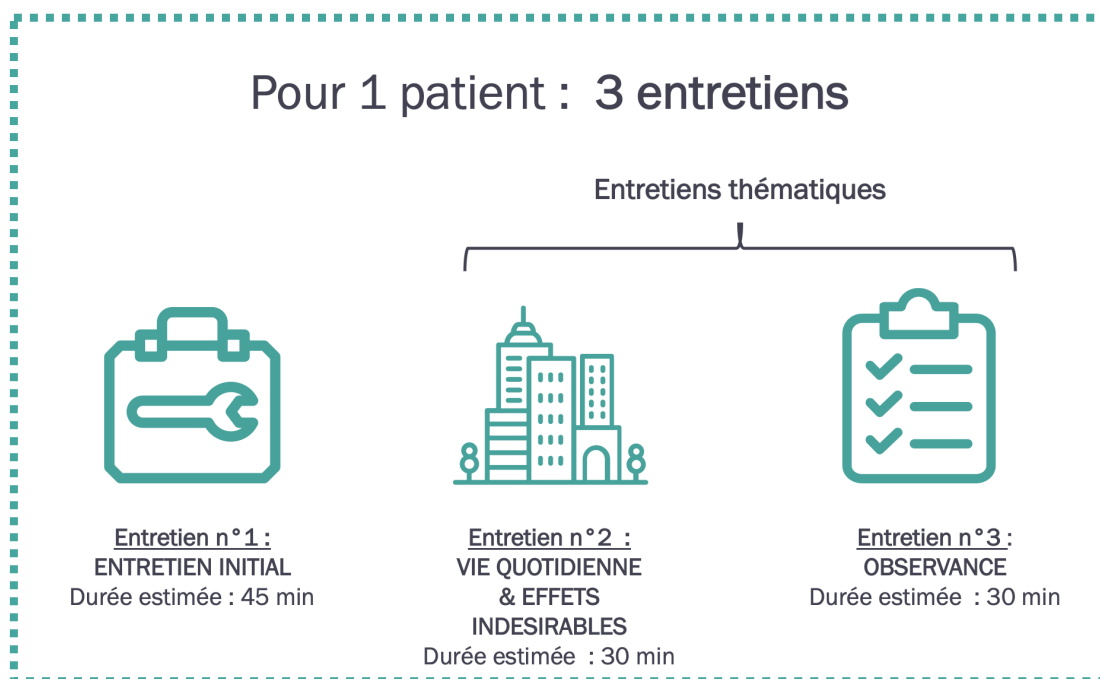 Pour 1 patient : 3 entretiens
Entretiens thématiques
Entretien n°1 :
ENTRETIEN INITIAL
Durée estimée : 45 min
Entretien n°2 :
VIE QUOTIDIENNE
& EFFETS
INDESIRABLES
Durée estimée : 30 min
Entretien n°3 :
OBSERVANCE
Durée estimée : 30 min